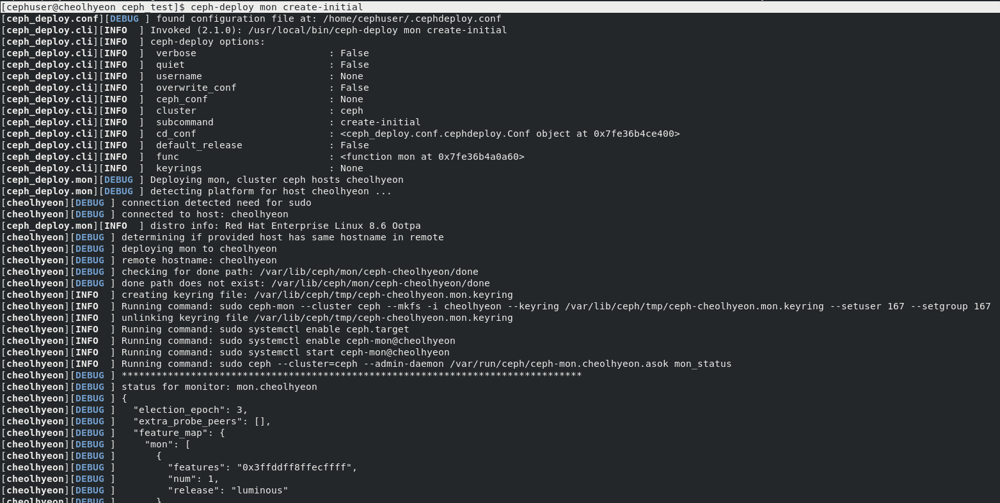 [cephuser@cheolhyeon ceph_test]$ ceph-deploy mon create-initial
[ceph_deploy.conf][DEBUG ] found configuration file at: /home/cephuser/.cephdeploy.conf
[ceph_deploy.cli][INFO  ] Invoked (2.1.0): /usr/local/bin/ceph-deploy mon create-initial
[ceph_deploy.cli][INFO  ] ceph-deploy options:
[ceph_deploy.cli][INFO  ]  verbose                       : False
[ceph_deploy.cli][INFO  ]  quiet                         : False
[ceph_deploy.cli][INFO  ]  username                      : None
[ceph_deploy.cli][INFO  ]  overwrite_conf                : False
[ceph_deploy.cli][INFO  ]  ceph_conf                     : None
[ceph_deploy.cli][INFO  ]  cluster                       : ceph
[ceph_deploy.cli][INFO  ]  subcommand                    : create-initial
[ceph_deploy.cli][INFO  ]  cd_conf                       : <ceph_deploy.conf.cephdeploy.Conf object at 0x7fe36b4ce400>
[ceph_deploy.cli][INFO  ]  default_release               : False
[ceph_deploy.cli][INFO  ]  func                          : <function mon at 0x7fe36b4a0a60>
[ceph_deploy.cli][INFO  ]  keyrings                      : None
[ceph_deploy.mon][DEBUG ] Deploying mon, cluster ceph hosts cheolhyeon
[ceph_deploy.mon][DEBUG ] detecting platform for host cheolhyeon ...
[cheolhyeon][DEBUG ] connection detected need for sudo
[cheolhyeon][DEBUG ] connected to host: cheolhyeon
[ceph_deploy.mon][INFO  ] distro info: Red Hat Enterprise Linux 8.6 Ootpa
[cheolhyeon][DEBUG ] determining if provided host has same hostname in remote
[cheolhyeon][DEBUG ] deploying mon to cheolhyeon
[cheolhyeon][DEBUG ] remote hostname: cheolhyeon
[cheolhyeon][DEBUG ] checking for done path: /var/lib/ceph/mon/ceph-cheolhyeon/done
[cheolhyeon][DEBUG ] done path does not exist: /var/lib/ceph/mon/ceph-cheolhyeon/done
[cheolhyeon][INFO  ] creating keyring file: /var/lib/ceph/tmp/ceph-cheolhyeon.mon.keyring
[cheolhyeon][INFO  ] Running command: sudo ceph-mon --cluster ceph --mkfs -i cheolhyeon --keyring /var/lib/ceph/tmp/ceph-cheolhyeon.mon.keyring --setuser 167 --setgroup 167
[cheolhyeon][INFO  ] unlinking keyring file /var/lib/ceph/tmp/ceph-cheolhyeon.mon.keyring
[cheolhyeon][INFO  ] Running command: sudo systemctl enable ceph.target
[cheolhyeon][INFO  ] Running command: sudo systemctl enable ceph-mon@cheolhyeon
[cheolhyeon][INFO  ] Running command: sudo systemctl start ceph-mon@cheolhyeon
[cheolhyeon][INFO  ] Running command: sudo ceph --cluster=ceph --admin-daemon /var/run/ceph/ceph-mon.cheolhyeon.asok mon_status
[cheolhyeon][DEBUG ] ********************************************************************************
[cheolhyeon][DEBUG ] status for monitor: mon.cheolhyeon
[cheolhyeon][DEBUG ] {
[cheolhyeon][DEBUG ]   "election_epoch": 3,
[cheolhyeon][DEBUG ]   "extra_probe_peers": [],
[cheolhyeon][DEBUG ]   "feature_map": {
[cheolhyeon][DEBUG ]     "mon": [
[cheolhyeon][DEBUG ]       {
[cheolhyeon][DEBUG ]         "features": "0x3ffddff8ffecffff",
[cheolhyeon][DEBUG ]         "num": 1,
[cheolhyeon][DEBUG ]         "release": "luminous"
[cheolhyeon][DEBUG ]       }